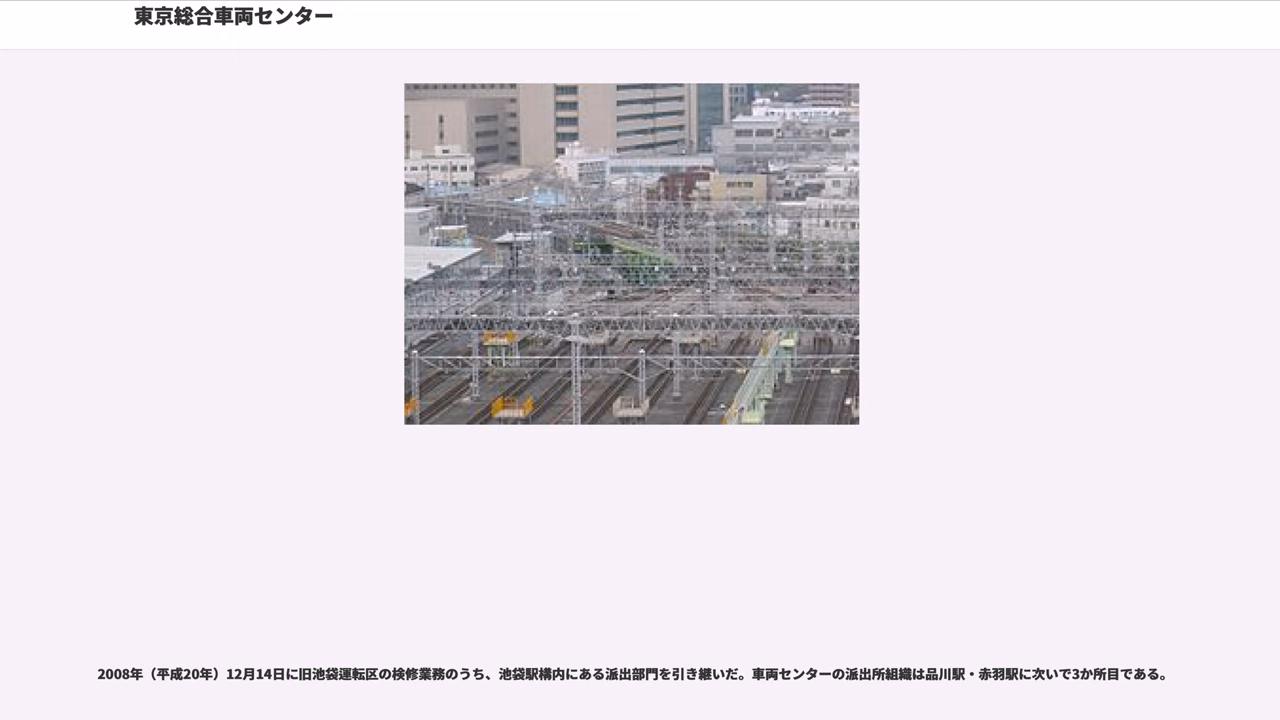 東京総合車両センター
2008年（平成20年）12月14日に旧池袋運転区の検修業務のうち、池袋駅構内にある派出部門を引き継いだ。車両センターの派出所組織は品川駅・赤羽駅に次いで3か所目である。